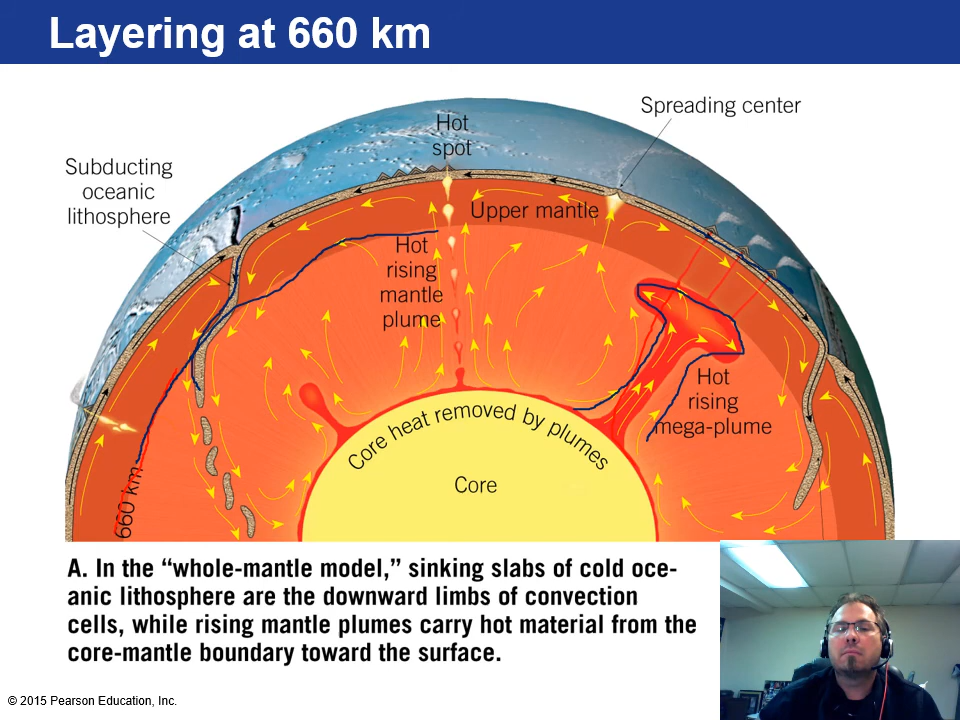 Layering at 660 km
Spreading center
Hot
spot
Subducting
oceanic
lithosphere
Upper mantle
Hot
rising
mantle
plume
Hot
rising
mega-plume
Core heat removed by plumes
Core
660 km
A. In the “whole-mantle model,” sinking slabs of cold oce-
anic lithosphere are the downward limbs of convection
cells, while rising mantle plumes carry hot material from the
core-mantle boundary toward the surface.
© 2015 Pearson Education, Inc.